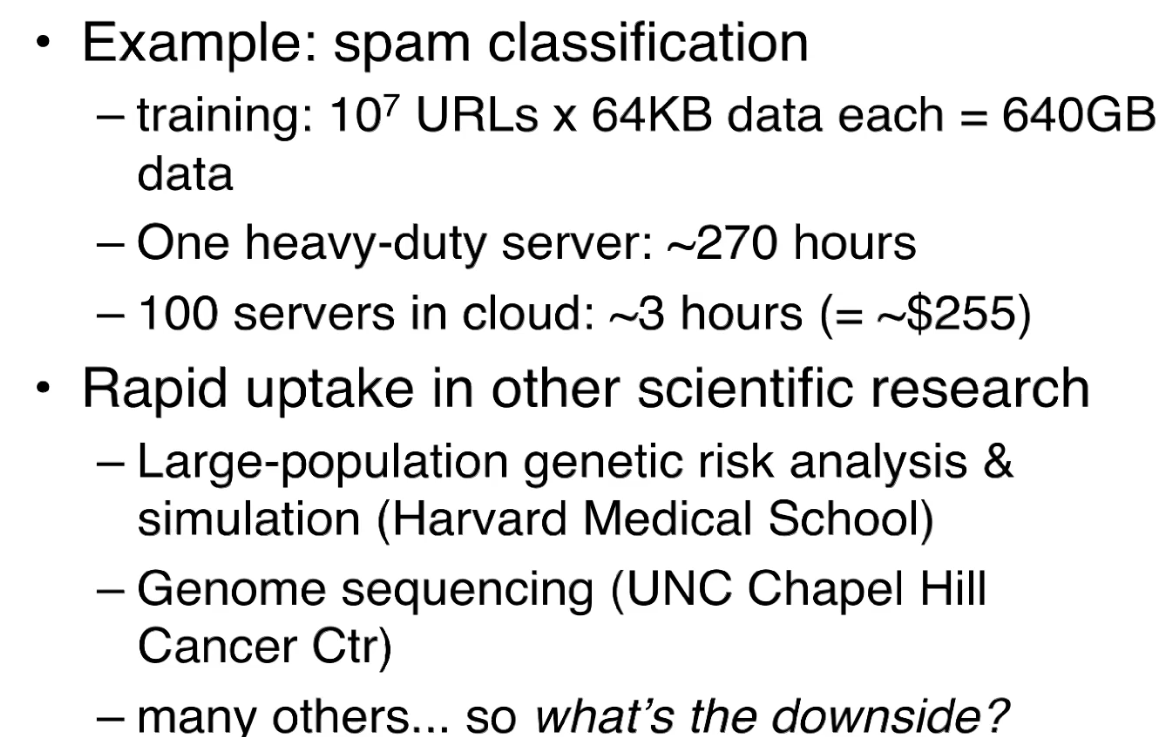 • Example: spam classification
– training: 10⁷ URLs x 64KB data each = 640GB
data
– One heavy-duty server: ~270 hours
– 100 servers in cloud: ~3 hours (= ~$255)
• Rapid uptake in other scientific research
– Large-population genetic risk analysis &
simulation (Harvard Medical School)
– Genome sequencing (UNC Chapel Hill
Cancer Ctr)
– many others... so what's the downside?